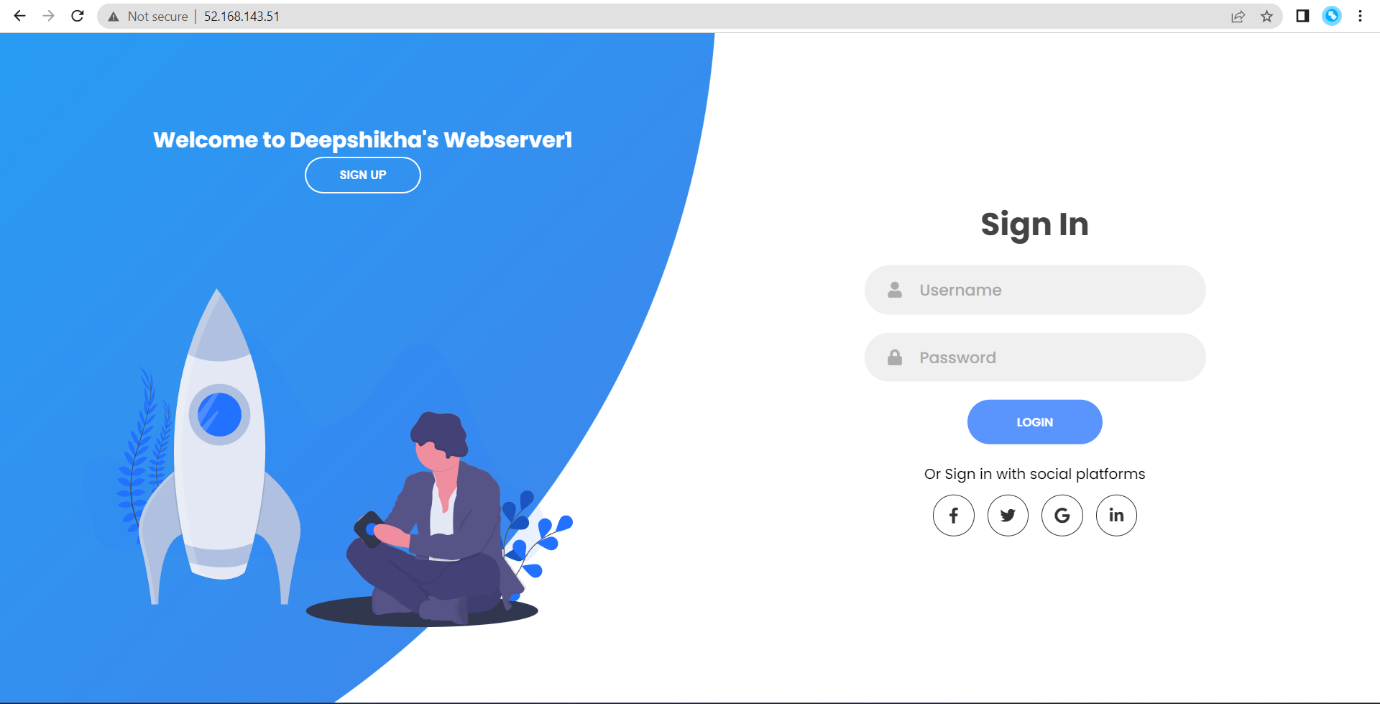 Not secure | 52.168.143.51
Welcome to Deepshikha's Webserver1
SIGN UP
Sign In
Username
Password
LOGIN
Or Sign in with social platforms